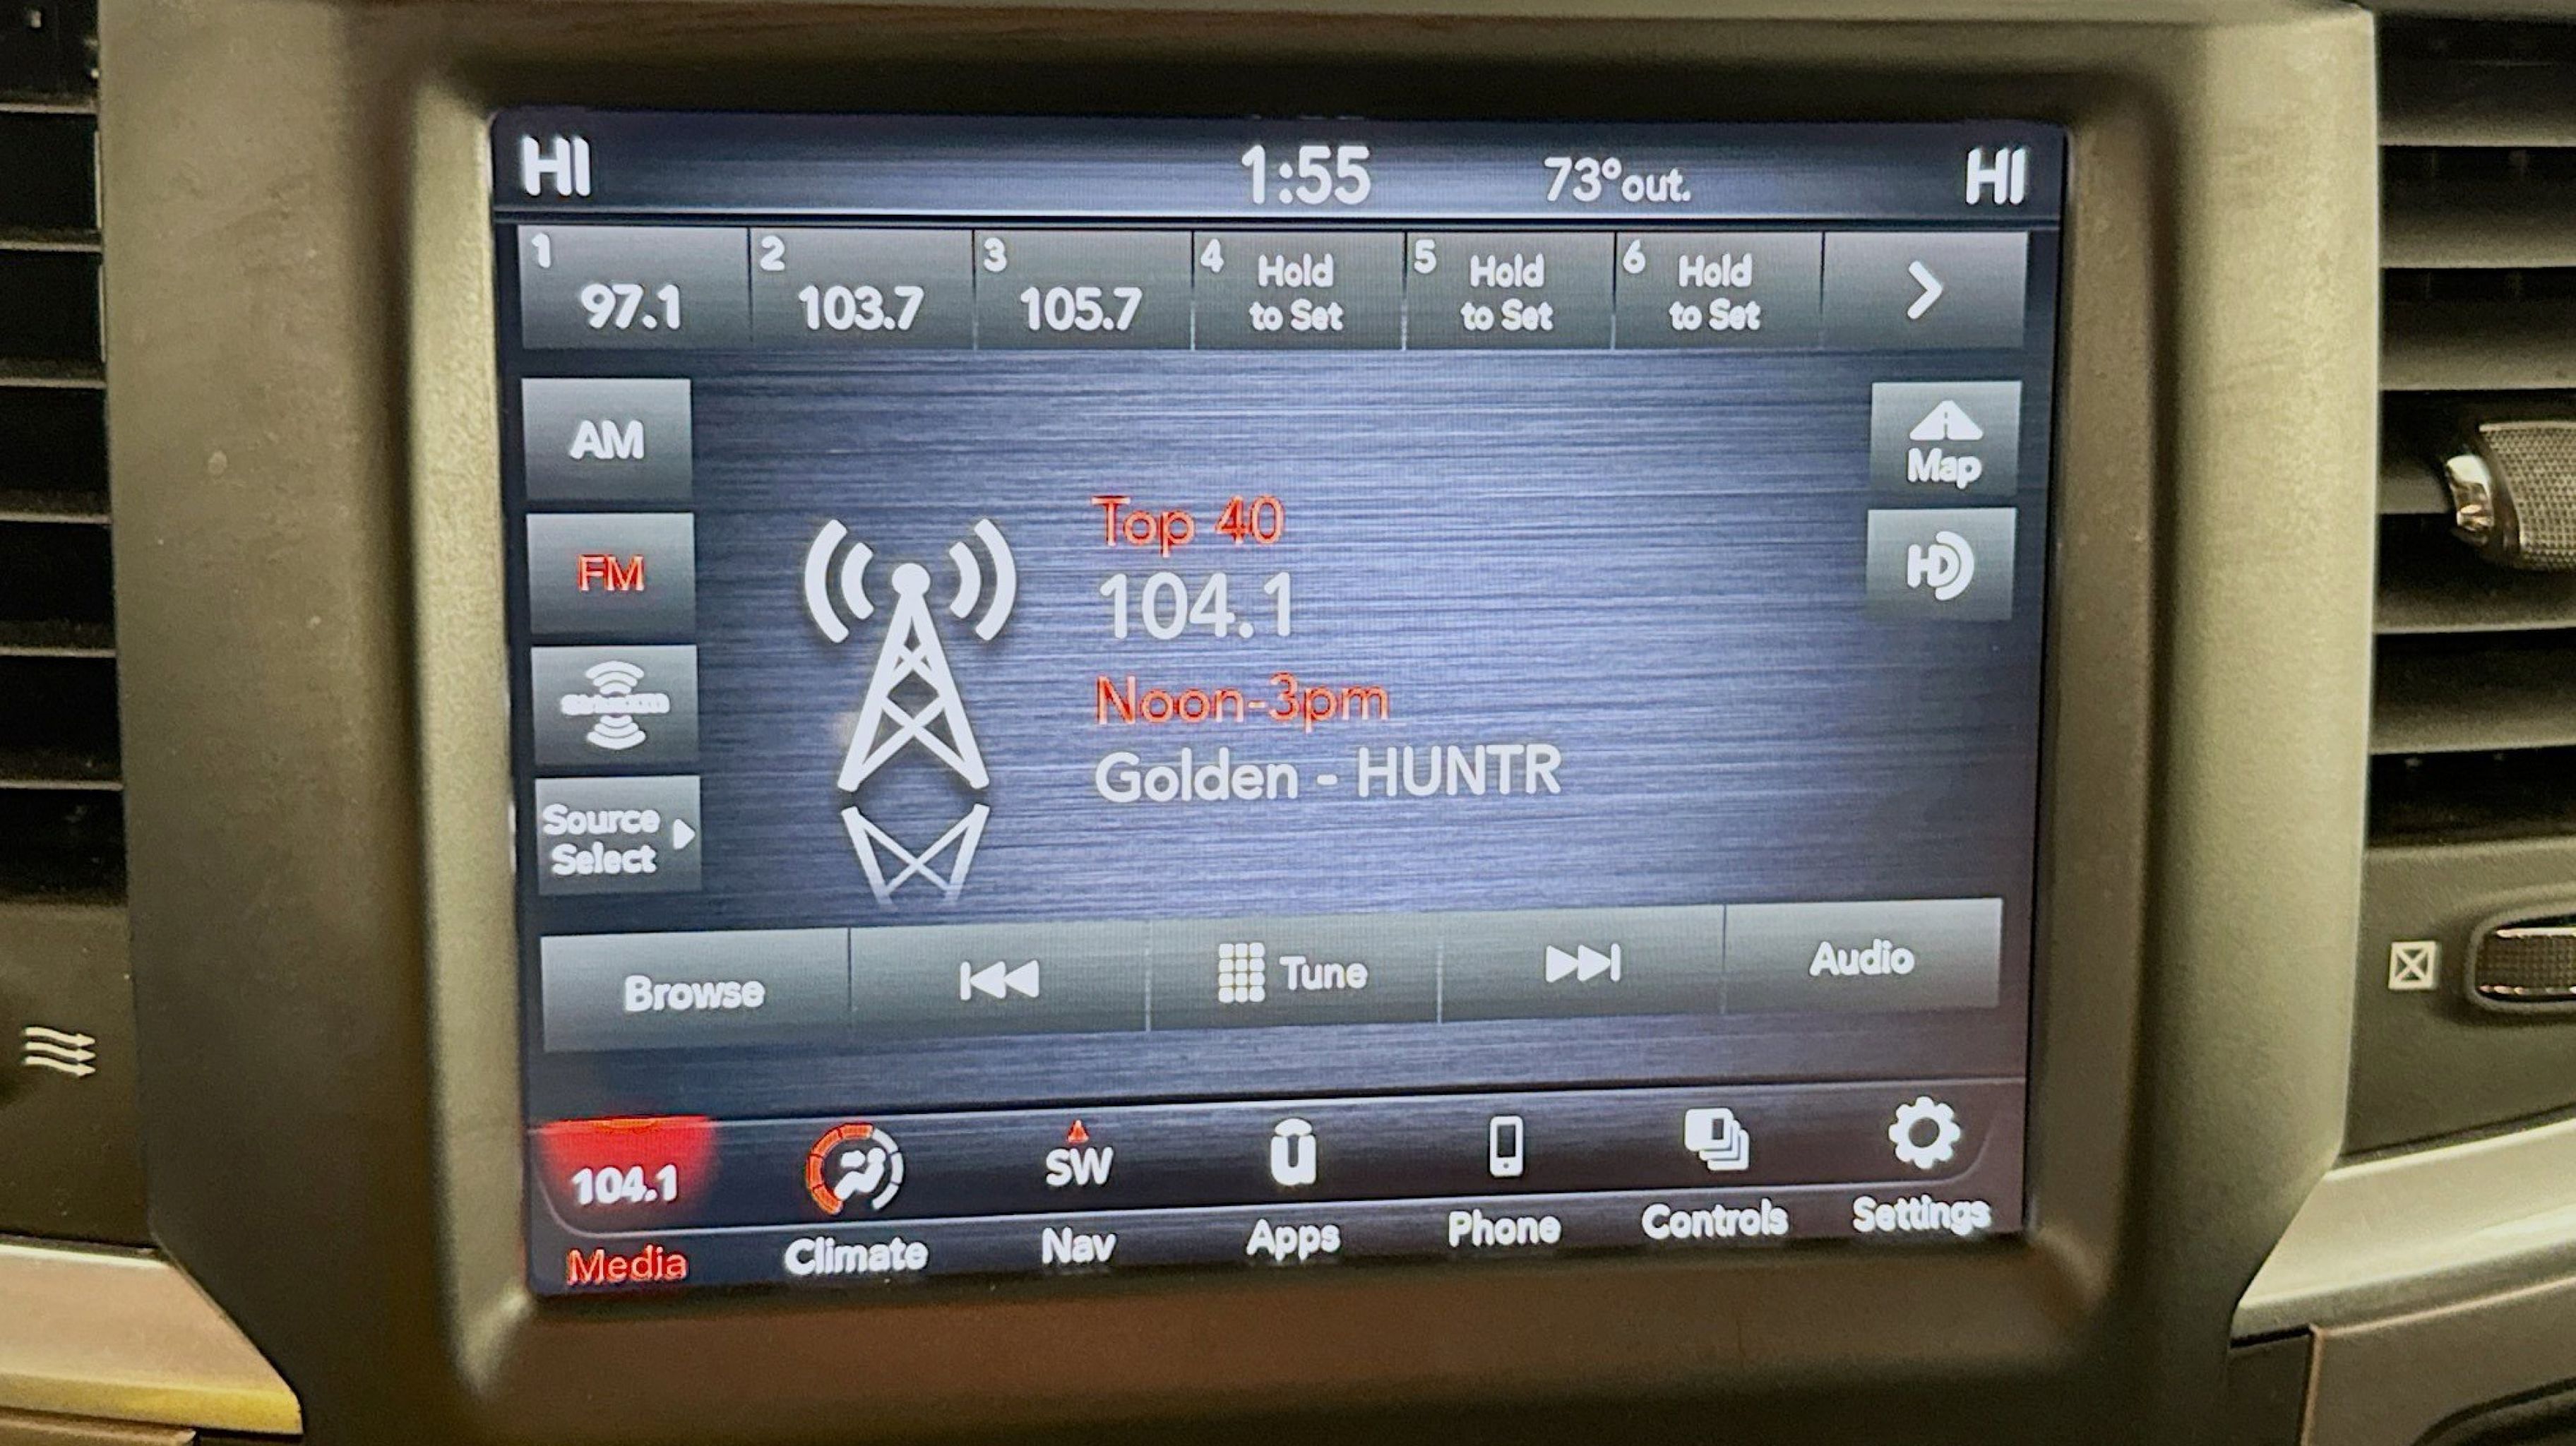 HI 1:55 73°out. HI
1 97.1
2 103.7
3 105.7
4 Hold
to Set
5 Hold
to Set
6 Hold
to Set
AM
FM
Source
Select
Top 40
104.1
Noon-3pm
Golden - HUNTR
Map
HD
Browse
Tune
Audio
104.1
Media
Climate
SW
Nav
Apps
Phone
Controls
Settings